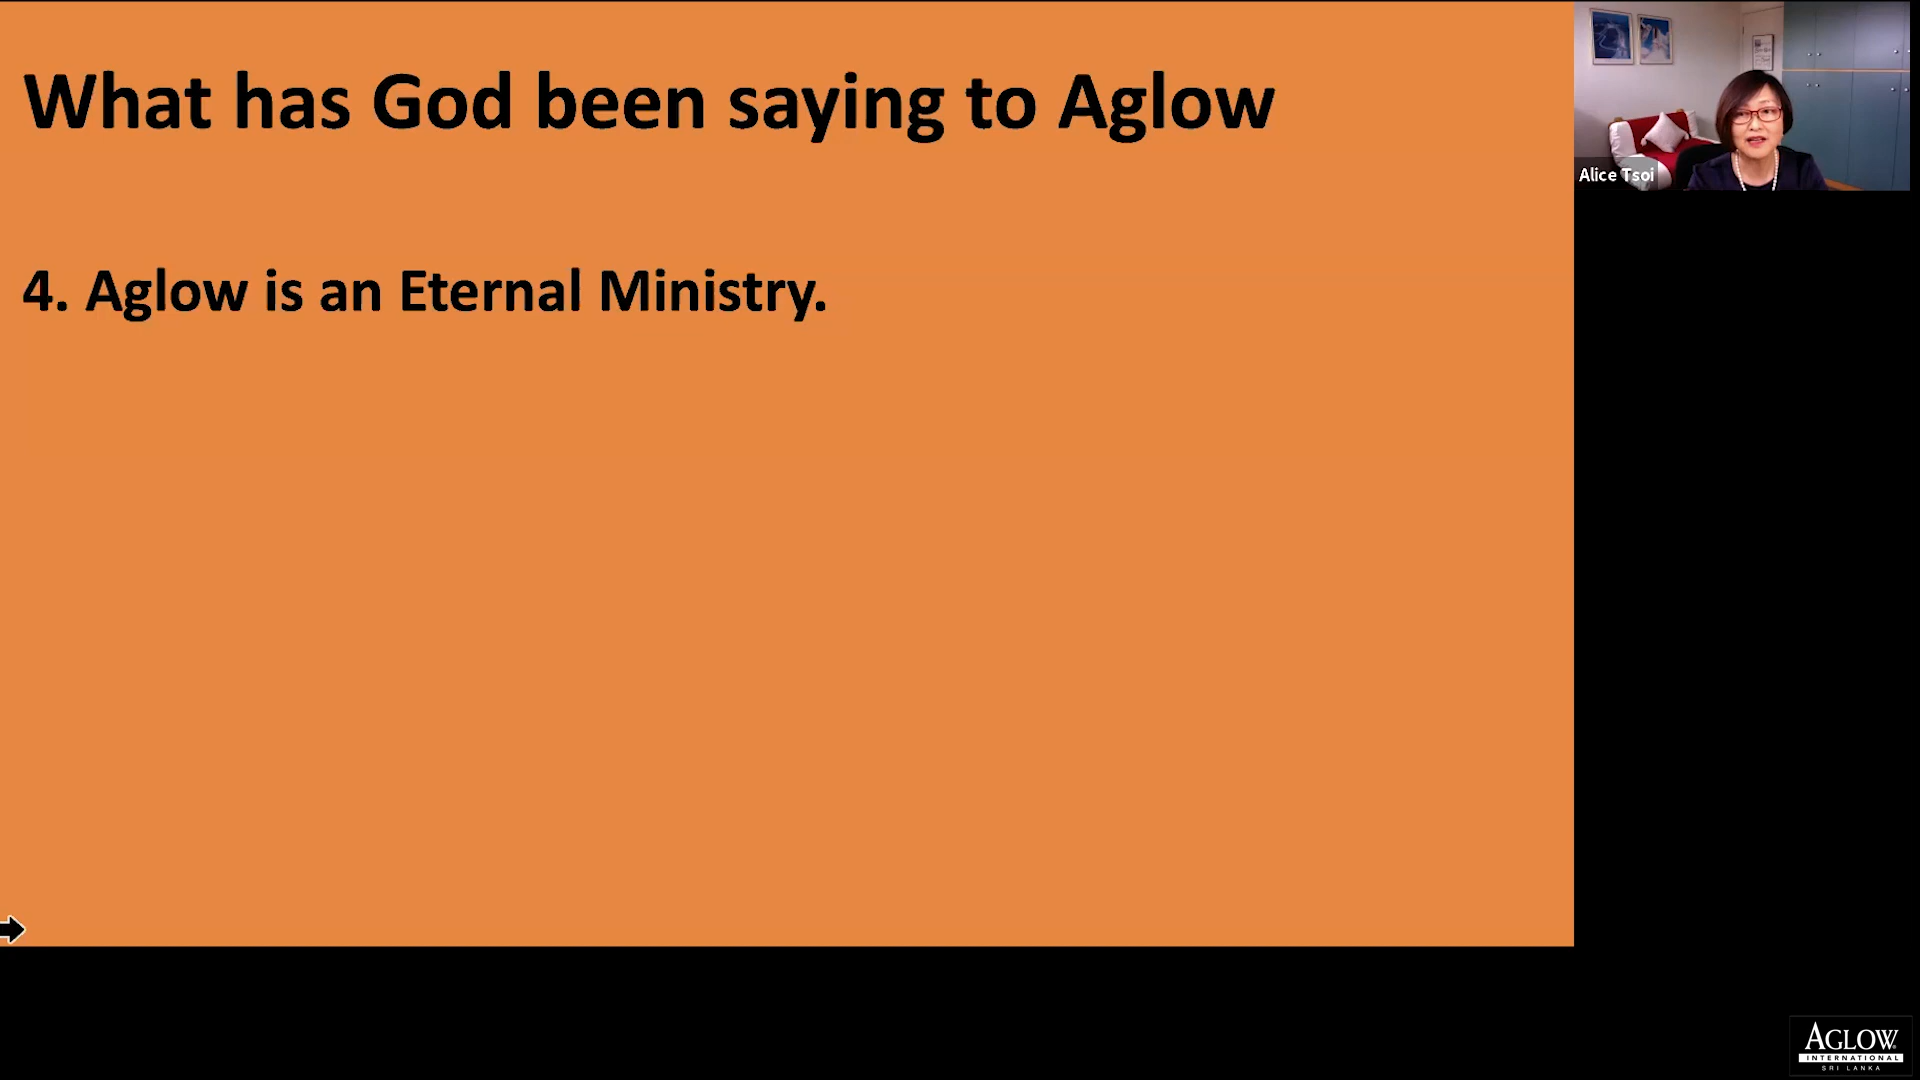 What has God been saying to Aglow
4. Aglow is an Eternal Ministry.
Alice Tsoi
AGLOW
INTERNATIONAL
SRI LANKA